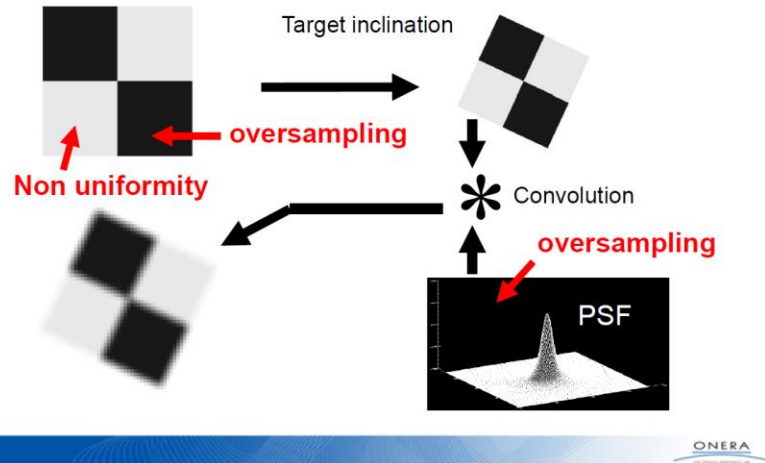 Target inclination
oversampling
Non uniformity
Convolution
oversampling
PSF
ONERA